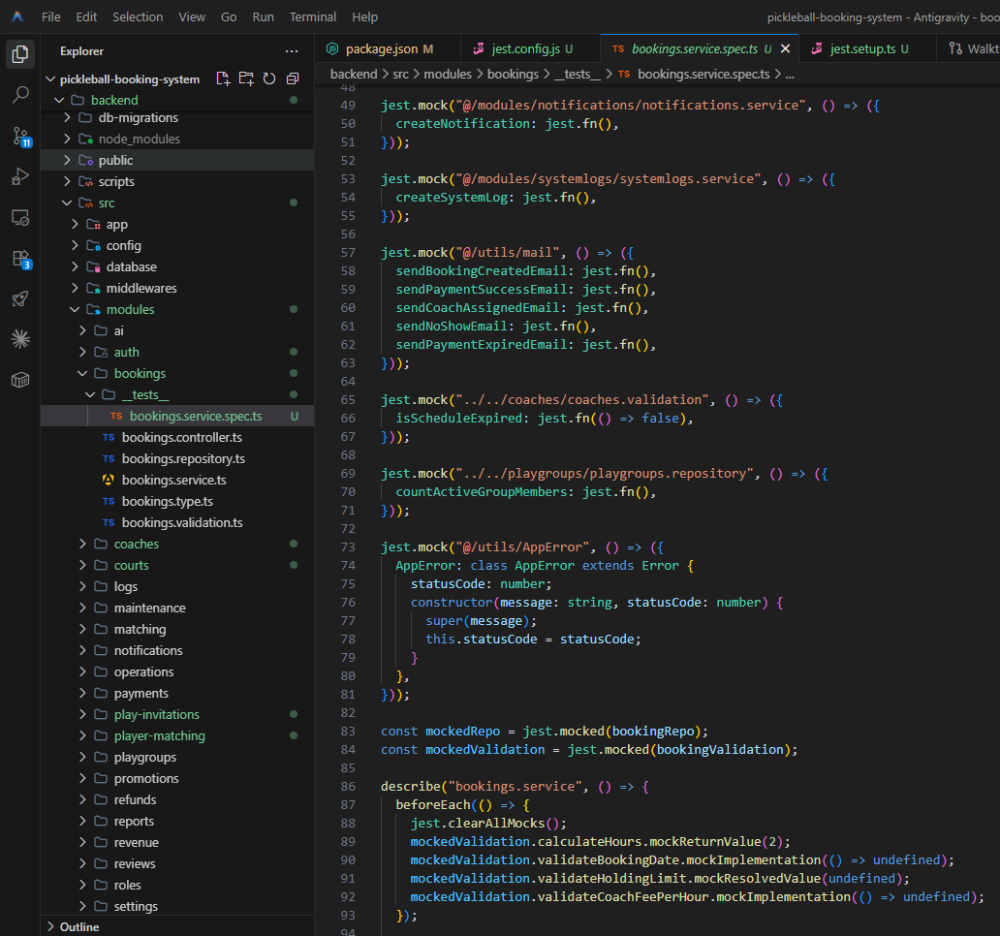 File Edit Selection View Go Run Terminal Help
pickleball-booking-system - Antigravity - boo
Explorer
package.json M
jest.config.js U
TS bookings.service.spec.ts U
jest.setup.ts U
Walkt
pickleball-booking-system
backend > src > modules > bookings > __tests__ > TS bookings.service.spec.ts > ...
backend
db-migrations
node_modules
public
scripts
src
app
config
database
middlewares
modules
ai
auth
bookings
__tests__
TS bookings.service.spec.ts U
TS bookings.controller.ts
TS bookings.repository.ts
bookings.service.ts
TS bookings.type.ts
TS bookings.validation.ts
coaches
courts
logs
maintenance
matching
notifications
operations
payments
play-invitations
player-matching
playgroups
promotions
refunds
reports
revenue
reviews
roles
settings
Outline
11
3
48
49 jest.mock("@/modules/notifications/notifications.service", () => ({
50 createNotification: jest.fn(),
51 }));
52
53 jest.mock("@/modules/systemlogs/systemlogs.service", () => ({
54 createSystemLog: jest.fn(),
55 }));
56
57 jest.mock("@/utils/mail", () => ({
58 sendBookingCreatedEmail: jest.fn(),
59 sendPaymentSuccessEmail: jest.fn(),
60 sendCoachAssignedEmail: jest.fn(),
61 sendNoShowEmail: jest.fn(),
62 sendPaymentExpiredEmail: jest.fn(),
63 }));
64
65 jest.mock("../../coaches/coaches.validation", () => ({
66 isScheduleExpired: jest.fn(() => false),
67 }));
68
69 jest.mock("../../playgroups/playgroups.repository", () => ({
70 countActiveGroupMembers: jest.fn(),
71 }));
72
73 jest.mock("@/utils/AppError", () => ({
74 AppError: class AppError extends Error {
75 statusCode: number;
76 constructor(message: string, statusCode: number) {
77 super(message);
78 this.statusCode = statusCode;
79 }
80 },
81 }));
82
83 const mockedRepo = jest.mocked(bookingRepo);
84 const mockedValidation = jest.mocked(bookingValidation);
85
86 describe("bookings.service", () => {
87 beforeEach(() => {
88 jest.clearAllMocks();
89 mockedValidation.calculateHours.mockReturnValue(2);
90 mockedValidation.validateBookingDate.mockImplementation(() => undefined);
91 mockedValidation.validateHoldingLimit.mockResolvedValue(undefined);
92 mockedValidation.validateCoachFeePerHour.mockImplementation(() => undefined);
93 });
94